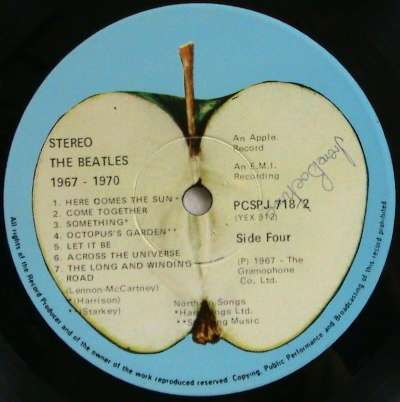 STEREO
THE BEATLES
1967 - 1970
1. HERE COMES THE SUN*
2. COME TOGETHER
3. SOMETHING*
4. OCTOPUS'S GARDEN**
5. LET IT BE
6. ACROSS THE UNIVERSE
7. THE LONG AND WINDING
ROAD
(Lennon-McCartney)
*(Harrison)
**(Starkey)
An Apple
Record
An E.M.I.
Recording
PCSPJ 718/2
(YEX 912)
Side Four
(P) 1967 - The
Gramophone
Co, Ltd.
Northern Songs
Ltd.
Music
All rights of the Record Producer and of the owner of the work reproduced reserved. Copying, Public Performance and Broadcasting of this record prohibited